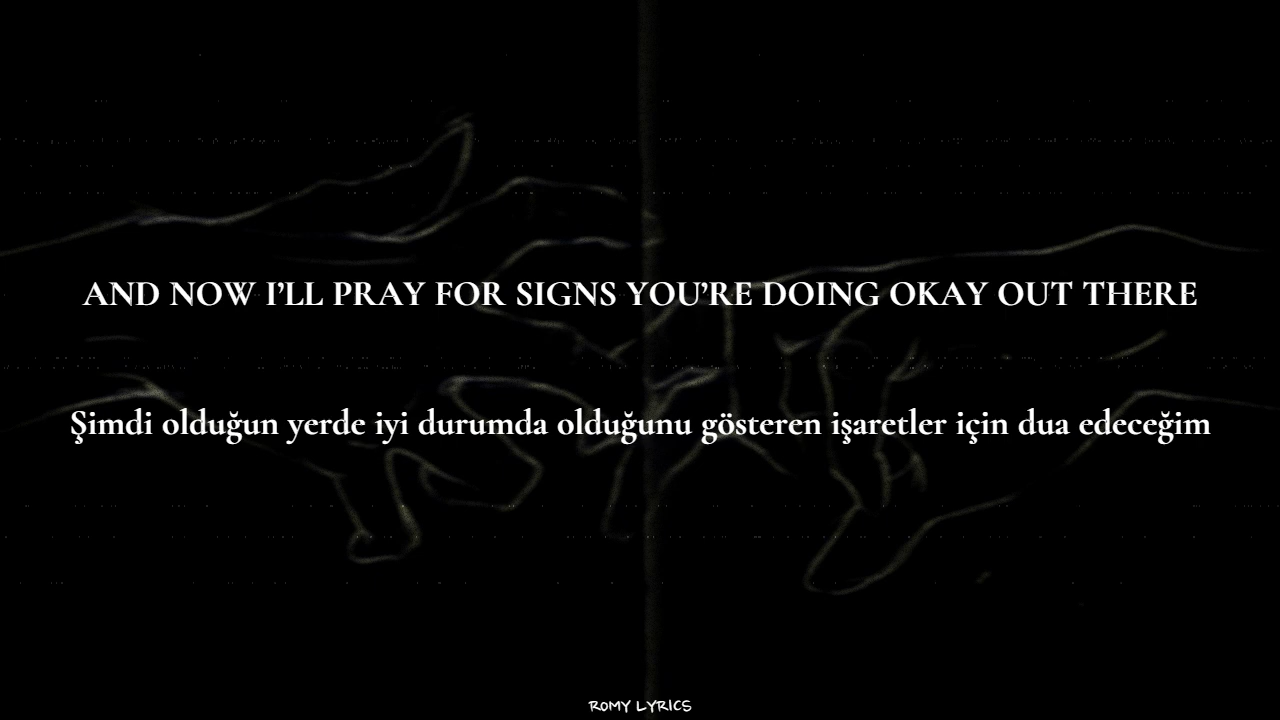 AND NOW I’LL PRAY FOR SIGNS YOU’RE DOING OKAY OUT THERE
Şimdi olduğun yerde iyi durumda olduğunu gösteren işaretler için dua edeceğim
ROMY LYRICS